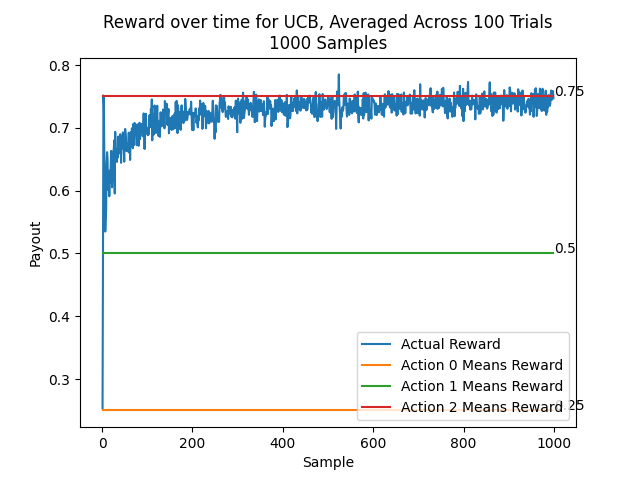 Reward over time for UCB, Averaged Across 100 Trials
1000 Samples
0.8
0.7
0.6
0.5
0.4
0.3
Payout
0.75
0.5
0.25
Actual Reward
Action 0 Means Reward
Action 1 Means Reward
Action 2 Means Reward
0
200
400
600
800
1000
Sample